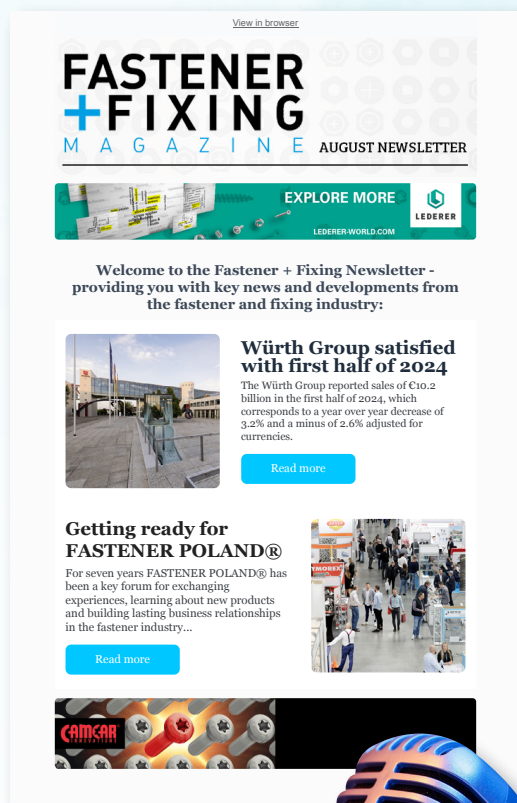 View in browser
FASTENER
+FIXING
MAGAZINE
AUGUST NEWSLETTER
EXPLORE MORE
LEDERER
LEDERER-WORLD.COM
Welcome to the Fastener + Fixing Newsletter -
providing you with key news and developments from
the fastener and fixing industry:
Würth Group satisfied
with first half of 2024
The Würth Group reported sales of €10.2
billion in the first half of 2024, which
corresponds to a year over year decrease of
3.2% and a minus of 2.6% adjusted for
currencies.
Read more
Getting ready for
FASTENER POLAND®
For seven years FASTENER POLAND® has
been a key forum for exchanging
experiences, learning about new products
and building lasting business relationships
in the fastener industry...
Read more
YMOREX
CAMCAR
INNOVATIONS